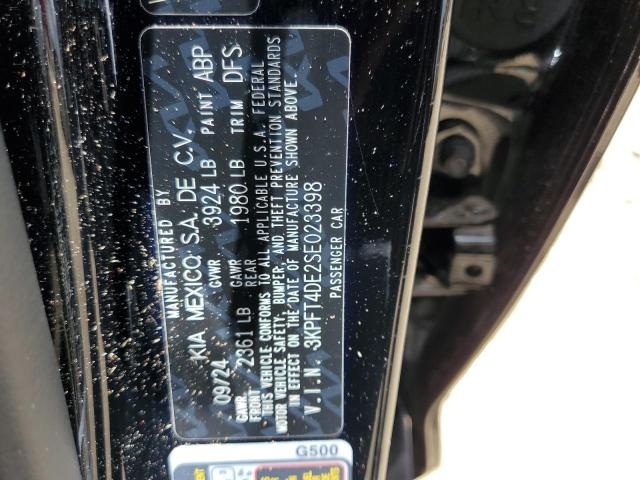 MANUFACTURED BY
KIA MEXICO, S.A. DE C.V.
09/24 GVWR 3924 LB PAINT ABP
GAWR FRONT 2361 LB GAWR REAR 1980 LB TRIM DFS
THIS VEHICLE CONFORMS TO ALL APPLICABLE U.S.A. FEDERAL
MOTOR VEHICLE SAFETY, BUMPER, AND THEFT PREVENTION STANDARDS
IN EFFECT ON THE DATE OF MANUFACTURE SHOWN ABOVE.
V.I.N. 3KPFT4DE2SE023398
PASSENGER CAR
G500